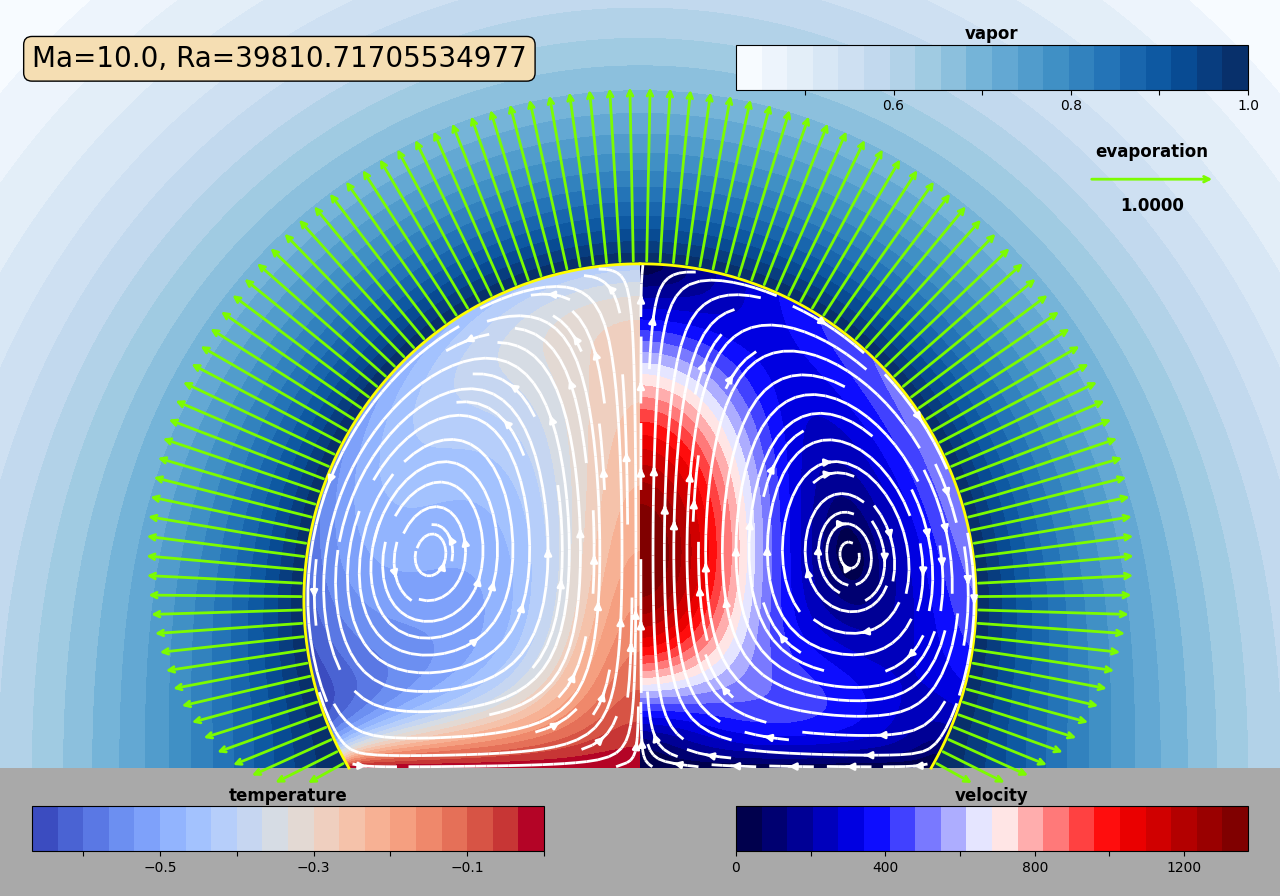 Ma=10.0, Ra=39810.71705534977
vapor
0.6 0.8 1.0
evaporation
1.0000
temperature
−0.5 −0.3 −0.1
velocity
0 400 800 1200